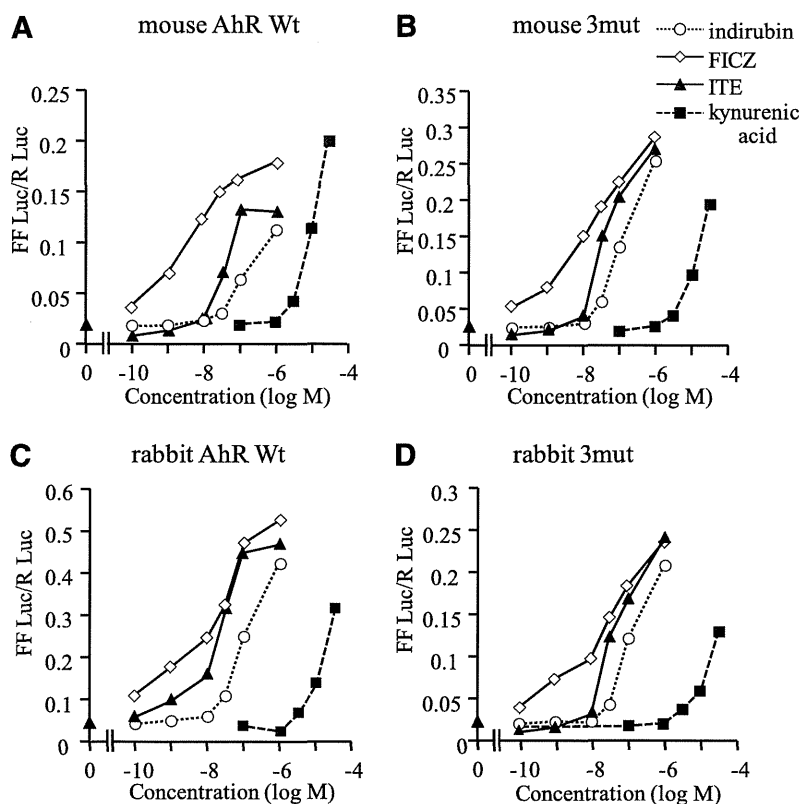 A
mouse AhR Wt
FF Luc/R Luc
0.25
0.2
0.15
0.1
0.05
0
0
-10
-8
-6
-4
Concentration (log M)
B
mouse 3mut
indirubin
FICZ
ITE
kynurenic
acid
FF Luc/R Luc
0.35
0.3
0.25
0.2
0.15
0.1
0.05
0
0
-10
-8
-6
-4
Concentration (log M)
C
rabbit AhR Wt
FF Luc/R Luc
0.6
0.5
0.4
0.3
0.2
0.1
0
0
-10
-8
-6
-4
Concentration (log M)
D
rabbit 3mut
FF Luc/R Luc
0.3
0.25
0.2
0.15
0.1
0.05
0
0
-10
-8
-6
-4
Concentration (log M)